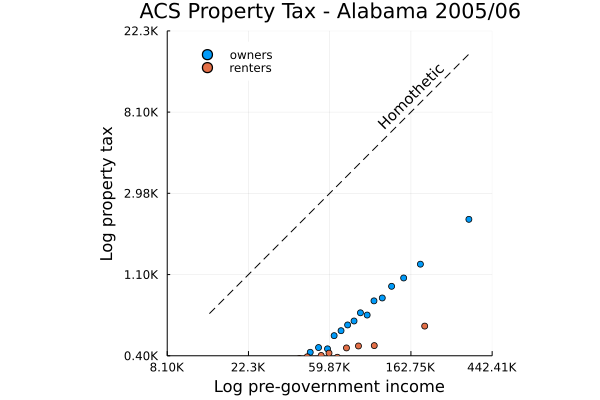 ACS Property Tax - Alabama 2005/06
22.3K
owners
renters
Homothetic
8.10K
Log property tax
2.98K
1.10K
0.40K
8.10K 22.3K 59.87K 162.75K 442.41K
Log pre-government income